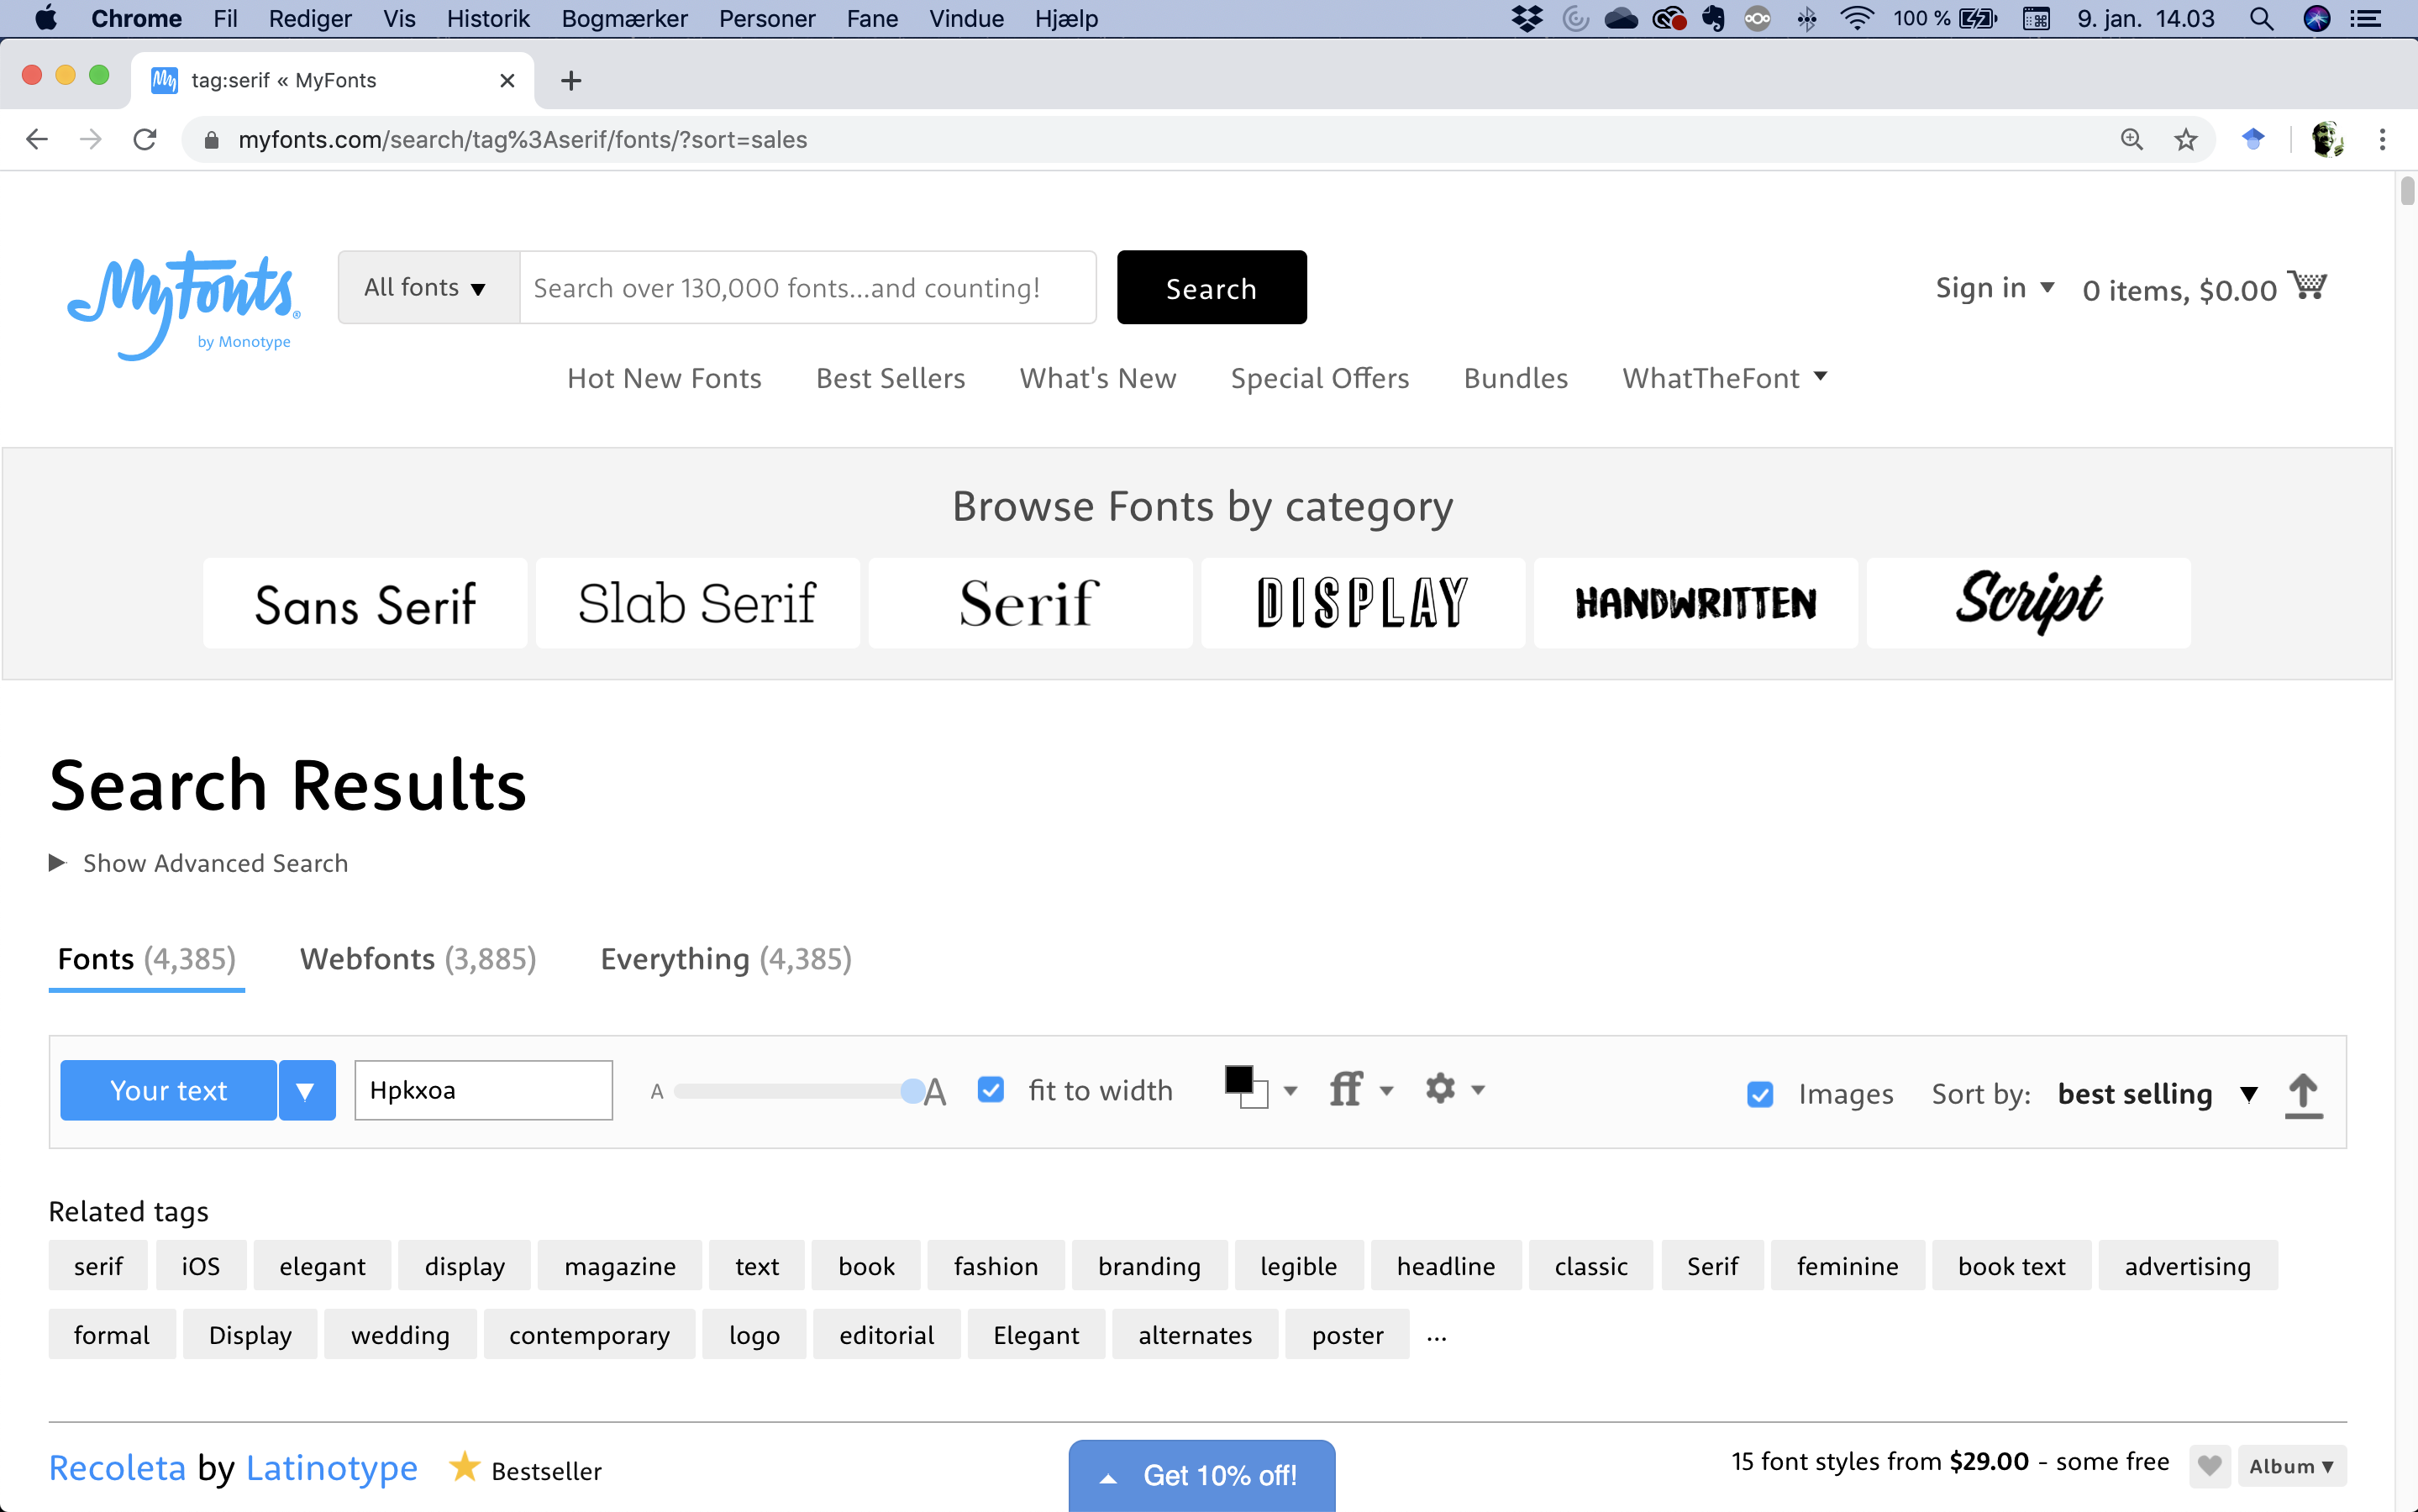 Chrome Fil Rediger Vis Historik Bogmærker Personer Fane Vindue Hjælp 100 % 9. jan. 14.03
My tag:serif « MyFonts
myfonts.com/search/tag%3Aserif/fonts/?sort=sales
MyFonts®
by Monotype
All fonts ▼ Search over 130,000 fonts...and counting! Search Sign in ▼ 0 items, $0.00
Hot New Fonts Best Sellers What's New Special Offers Bundles WhatTheFont ▼
Browse Fonts by category
Sans Serif Slab Serif Serif DISPLAY HANDWRITTEN Script
Search Results
► Show Advanced Search
Fonts (4,385) Webfonts (3,885) Everything (4,385)
Your text ▼ Hpkxoa A A fit to width ff Images Sort by: best selling ▼
Related tags
serif iOS elegant display magazine text book fashion branding legible headline classic Serif feminine book text advertising
formal Display wedding contemporary logo editorial Elegant alternates poster ...
Recoleta by Latinotype Bestseller Get 10% off! 15 font styles from $29.00 - some free Album ▼